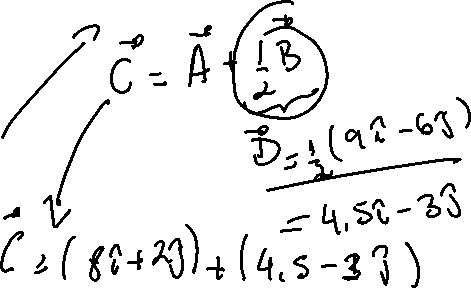 C⃗ = A⃗ + ½ B⃗
D⃗ = ½ (9î - 6ĵ)
= 4,5î - 3ĵ
C⃗ = (8î + 2ĵ) + (4,5 - 3ĵ)